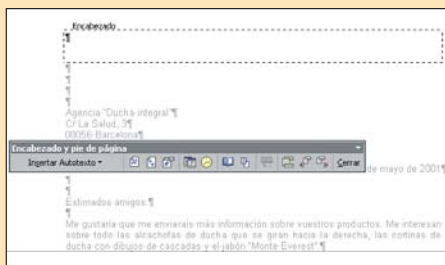 Encabezado
¶
¶
¶
¶
¶
Agencia "Ducha integral"¶
C/ La Salud, 3¶
08056 Barcelona¶
Encabezado y pie de página
Insertar Autotexto Cerrar
de mayo de 2001¶
¶
Estimados amigos:¶
¶
Me gustaría que me enviarais más información sobre vuestros productos. Me interesan
sobre todo las alcachofas de ducha que se giran hacia la derecha, las cortinas de
ducha con dibujos de cascadas y el jabón "Monte Everest".¶